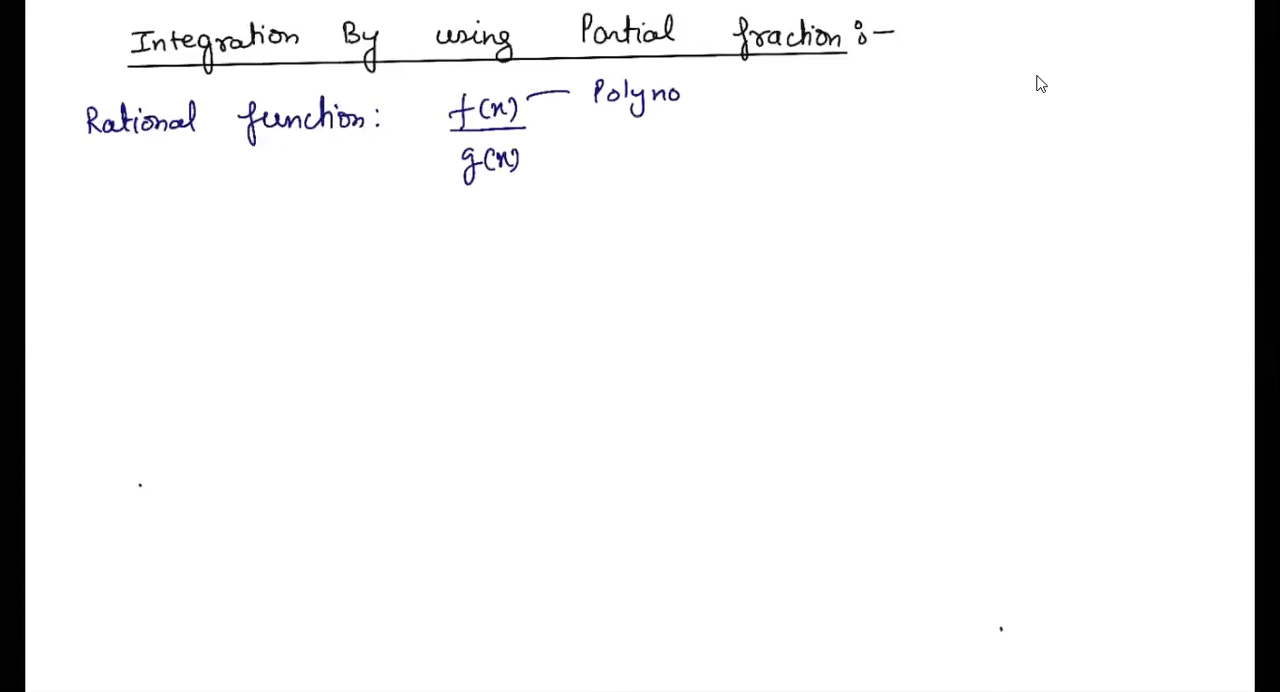 Integration By using Partial fraction :-
Rational function: f(x) — Polyno
g(x)